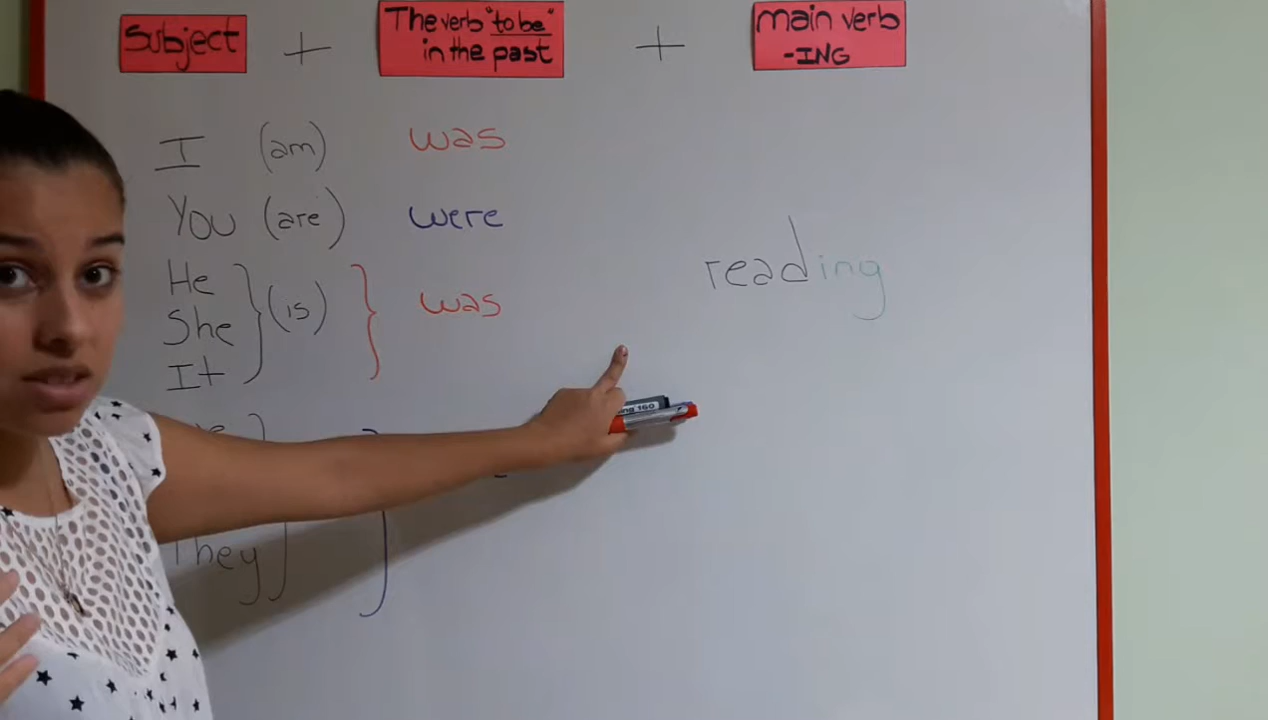 Subject + The verb "to be" + main verb
in the past -ING
I (am) was
You (are) were
He
She (is) was
It
reading
They